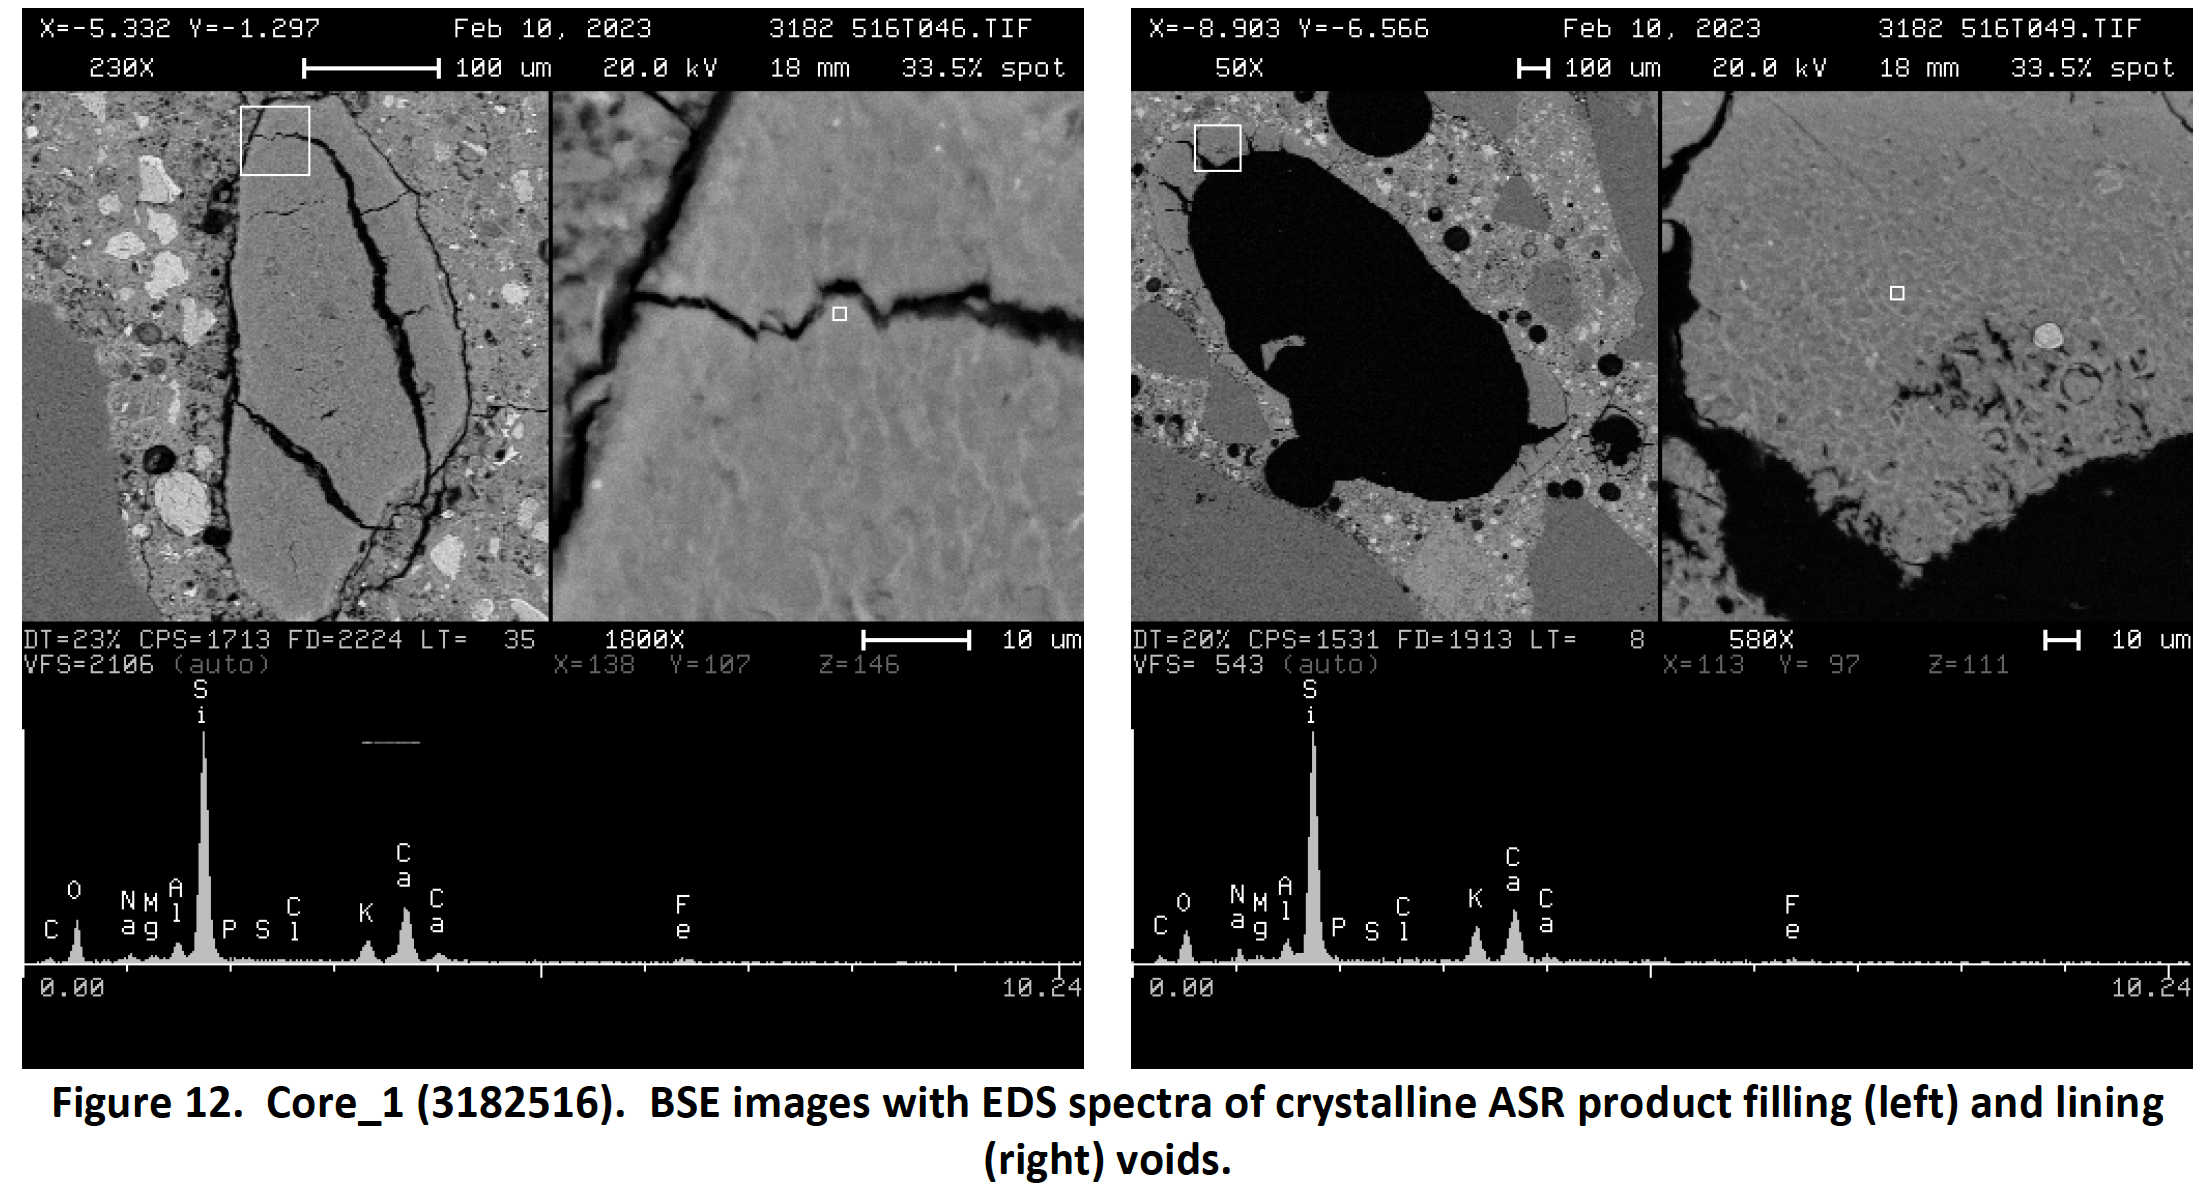 X=-5.332 Y=-1.297 Feb 10, 2023 3182 516T046.TIF
230X 100 um 20.0 kV 18 mm 33.5% spot
DT=23% CPS=1713 FD=2224 LT= 35 1800X 10 um
VFS=2106 (auto) X=138 Y=107 Z=146
C O Na Mg Al Si P S Cl K Ca Ca Fe
0.00 10.24
X=-8.903 Y=-6.566 Feb 10, 2023 3182 516T049.TIF
50X 100 um 20.0 kV 18 mm 33.5% spot
DT=20% CPS=1531 FD=1913 LT= 8 580X 10 um
VFS= 543 (auto) X=113 Y= 97 Z=111
C O Na Mg Al Si P S Cl K Ca Ca Fe
0.00 10.24
Figure 12. Core_1 (3182516). BSE images with EDS spectra of crystalline ASR product filling (left) and lining
(right) voids.